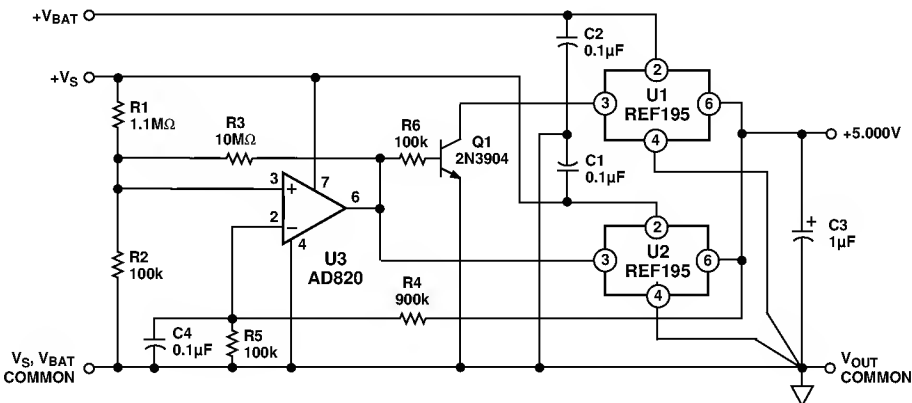 +VBAT
C2
0.1µF
+VS
2
U1
REF195
3
6
4
R1
1.1MΩ
R3
10MΩ
R6
100k
Q1
2N3904
+5.000V
C1
0.1µF
3
+
7
6
2
−
4
U3
AD820
2
U2
REF195
3
6
4
+
C3
1µF
R2
100k
R4
900k
C4
0.1µF
R5
100k
VS, VBAT
COMMON
VOUT
COMMON